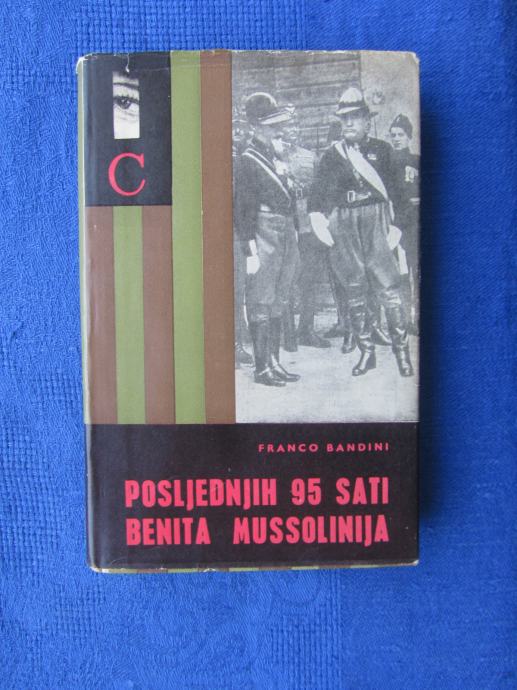 C
FRANCO BANDINI
POSLJEDNJIH 95 SATI
BENITA MUSSOLINIJA